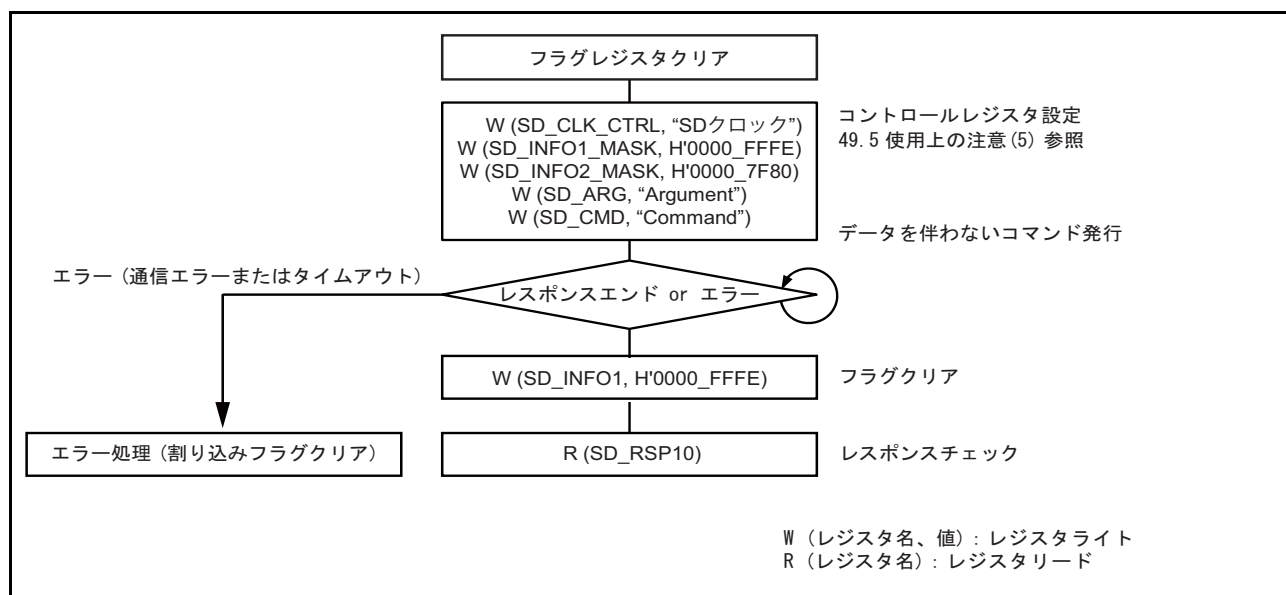 フラグレジスタクリア
W (SD_CLK_CTRL, “SDクロック”)
W (SD_INFO1_MASK, H'0000_FFFE)
W (SD_INFO2_MASK, H'0000_7F80)
W (SD_ARG, “Argument”)
W (SD_CMD, “Command”)
コントロールレジスタ設定
49.5 使用上の注意(5) 参照
データを伴わないコマンド発行
エラー（通信エラーまたはタイムアウト）
レスポンスエンド or エラー
W (SD_INFO1, H'0000_FFFE)
フラグクリア
エラー処理（割り込みフラグクリア）
R (SD_RSP10)
レスポンスチェック
W （レジスタ名、値）: レジスタライト
R （レジスタ名）: レジスタリード